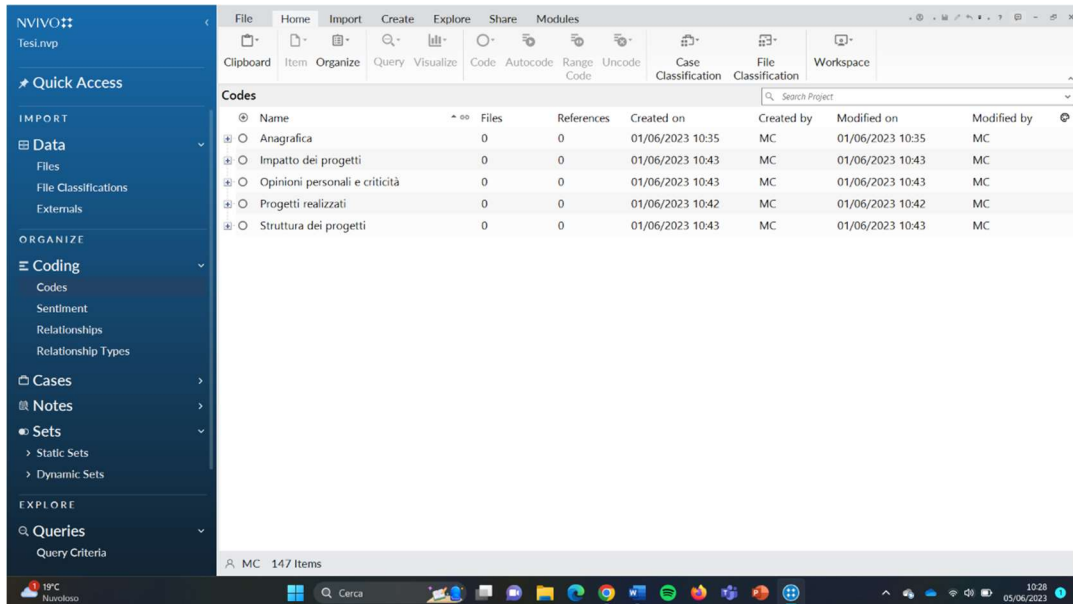 NVIVO
Tesi.nvp
Quick Access
IMPORT
Data
Files
File Classifications
Externals
ORGANIZE
Coding
Codes
Sentiment
Relationships
Relationship Types
Cases
Notes
Sets
Static Sets
Dynamic Sets
EXPLORE
Queries
Query Criteria
File Home Import Create Explore Share Modules
Clipboard Item Organize Query Visualize Code Autocode Range Code Uncode Case Classification File Classification Workspace
Codes Search Project
Name Files References Created on Created by Modified on Modified by
Anagrafica 0 0 01/06/2023 10:35 MC 01/06/2023 10:35 MC
Impatto dei progetti 0 0 01/06/2023 10:43 MC 01/06/2023 10:43 MC
Opinioni personali e criticità 0 0 01/06/2023 10:43 MC 01/06/2023 10:43 MC
Progetti realizzati 0 0 01/06/2023 10:42 MC 01/06/2023 10:42 MC
Struttura dei progetti 0 0 01/06/2023 10:43 MC 01/06/2023 10:43 MC
MC 147 Items
1 19°C
Nuvoloso
Cerca
10:28
05/06/2023
1